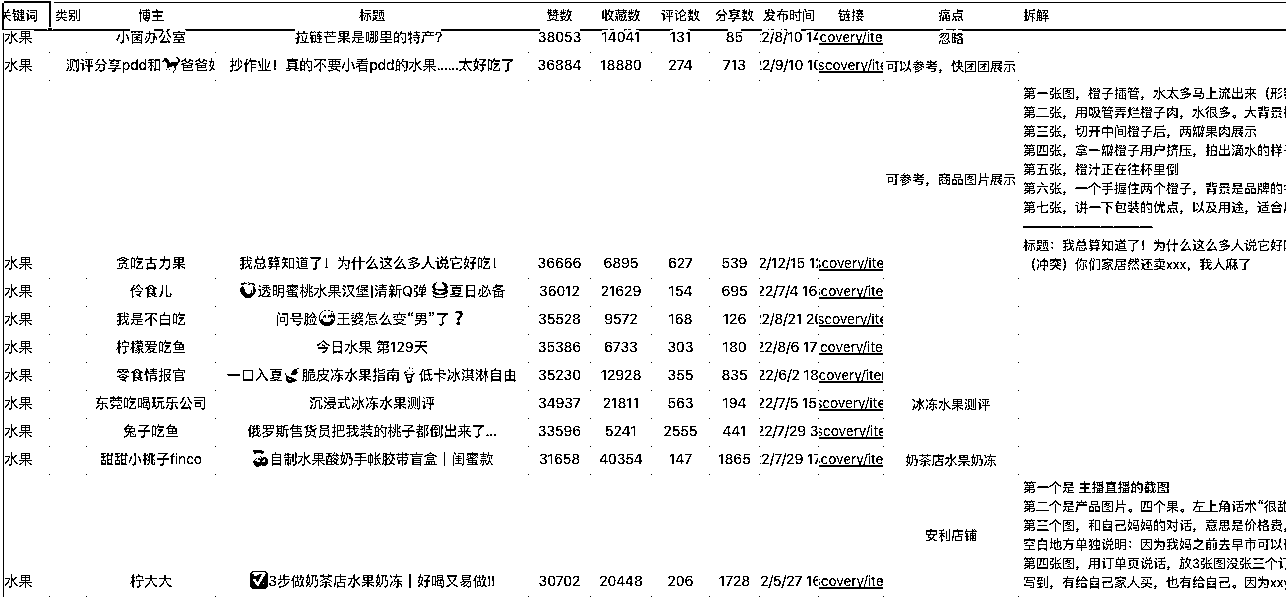 关键词 类别 博主 标题 赞数 收藏数 评论数 分享数 发布时间 链接 痛点 拆解
水果 小茵办公室 拉链芒果是哪里的特产? 38053 14041 131 85 22/8/10 covery/ite 忽略
水果 测评分享pdd和🐎爸爸 抄作业！真的不要小看pdd的水果……太好吃了 36884 18880 274 713 22/9/10 scovery/ite 可以参考，快团团展示
第一张图，橙子插管，水太多马上流出来（形
第二张，用吸管弄烂橙子肉，水很多。大背景
第三张，切开中间橙子后，两瓣果肉展示
第四张，拿一瓣橙子用户挤压，拍出滴水的样
第五张，橙汁正在往杯里倒
可参考，商品图片展示
第六张，一个手握住两个橙子，背景是品牌的
第七张，讲一下包装的优点，以及用途，适合
———————————
标题：我总算知道了！为什么这么多人说它好
（冲突）你们家居然还卖xxx，我人麻了
水果 贪吃古力果 我总算知道了！为什么这么多人说它好吃！ 36666 6895 627 539 2/12/15 covery/ite
水果 伶食儿 透明蜜桃水果汉堡|清新Q弹 夏日必备 36012 21629 154 695 22/7/4 16 scovery/ite
水果 我是不白吃 问号脸 王婆怎么变“男”了❓ 35528 9572 168 126 22/8/21 scovery/ite
水果 柠檬爱吃鱼 今日水果 第129天 35386 6733 303 180 22/8/6 17 covery/ite
水果 零食情报官 一口入夏 脆皮冻水果指南 低卡冰淇淋自由 35230 12928 355 835 22/6/2 18 covery/ite
水果 东莞吃喝玩乐公司 沉浸式冰冻水果测评 34937 21811 563 194 22/7/5 15 scovery/ite 冰冻水果测评
水果 兔子吃鱼 俄罗斯售货员把我装的桃子都倒出来了... 33596 5241 2555 441 22/7/29 scovery/ite
水果 甜甜小桃子finco 🍒自制水果酸奶手帐胶带盲盒｜闺蜜款 31658 40354 147 1865 22/7/29 covery/ite 奶茶店水果奶冻
第一个是 主播直播的截图
第二个是产品图片。四个果。左上角话术“很甜
第三个图，和自己妈妈的对话，意思是价格贵，
安利店铺
空白地方单独说明：因为我妈之前去早市可以
第四张图，用订单页说话，放3张图没张三个订
水果 柠大大 ☑3步做奶茶店水果奶冻｜好喝又易做!! 30702 20448 206 1728 2/5/27 16 covery/ite 写到，有给自己家人买，也有给自己。因为xxx